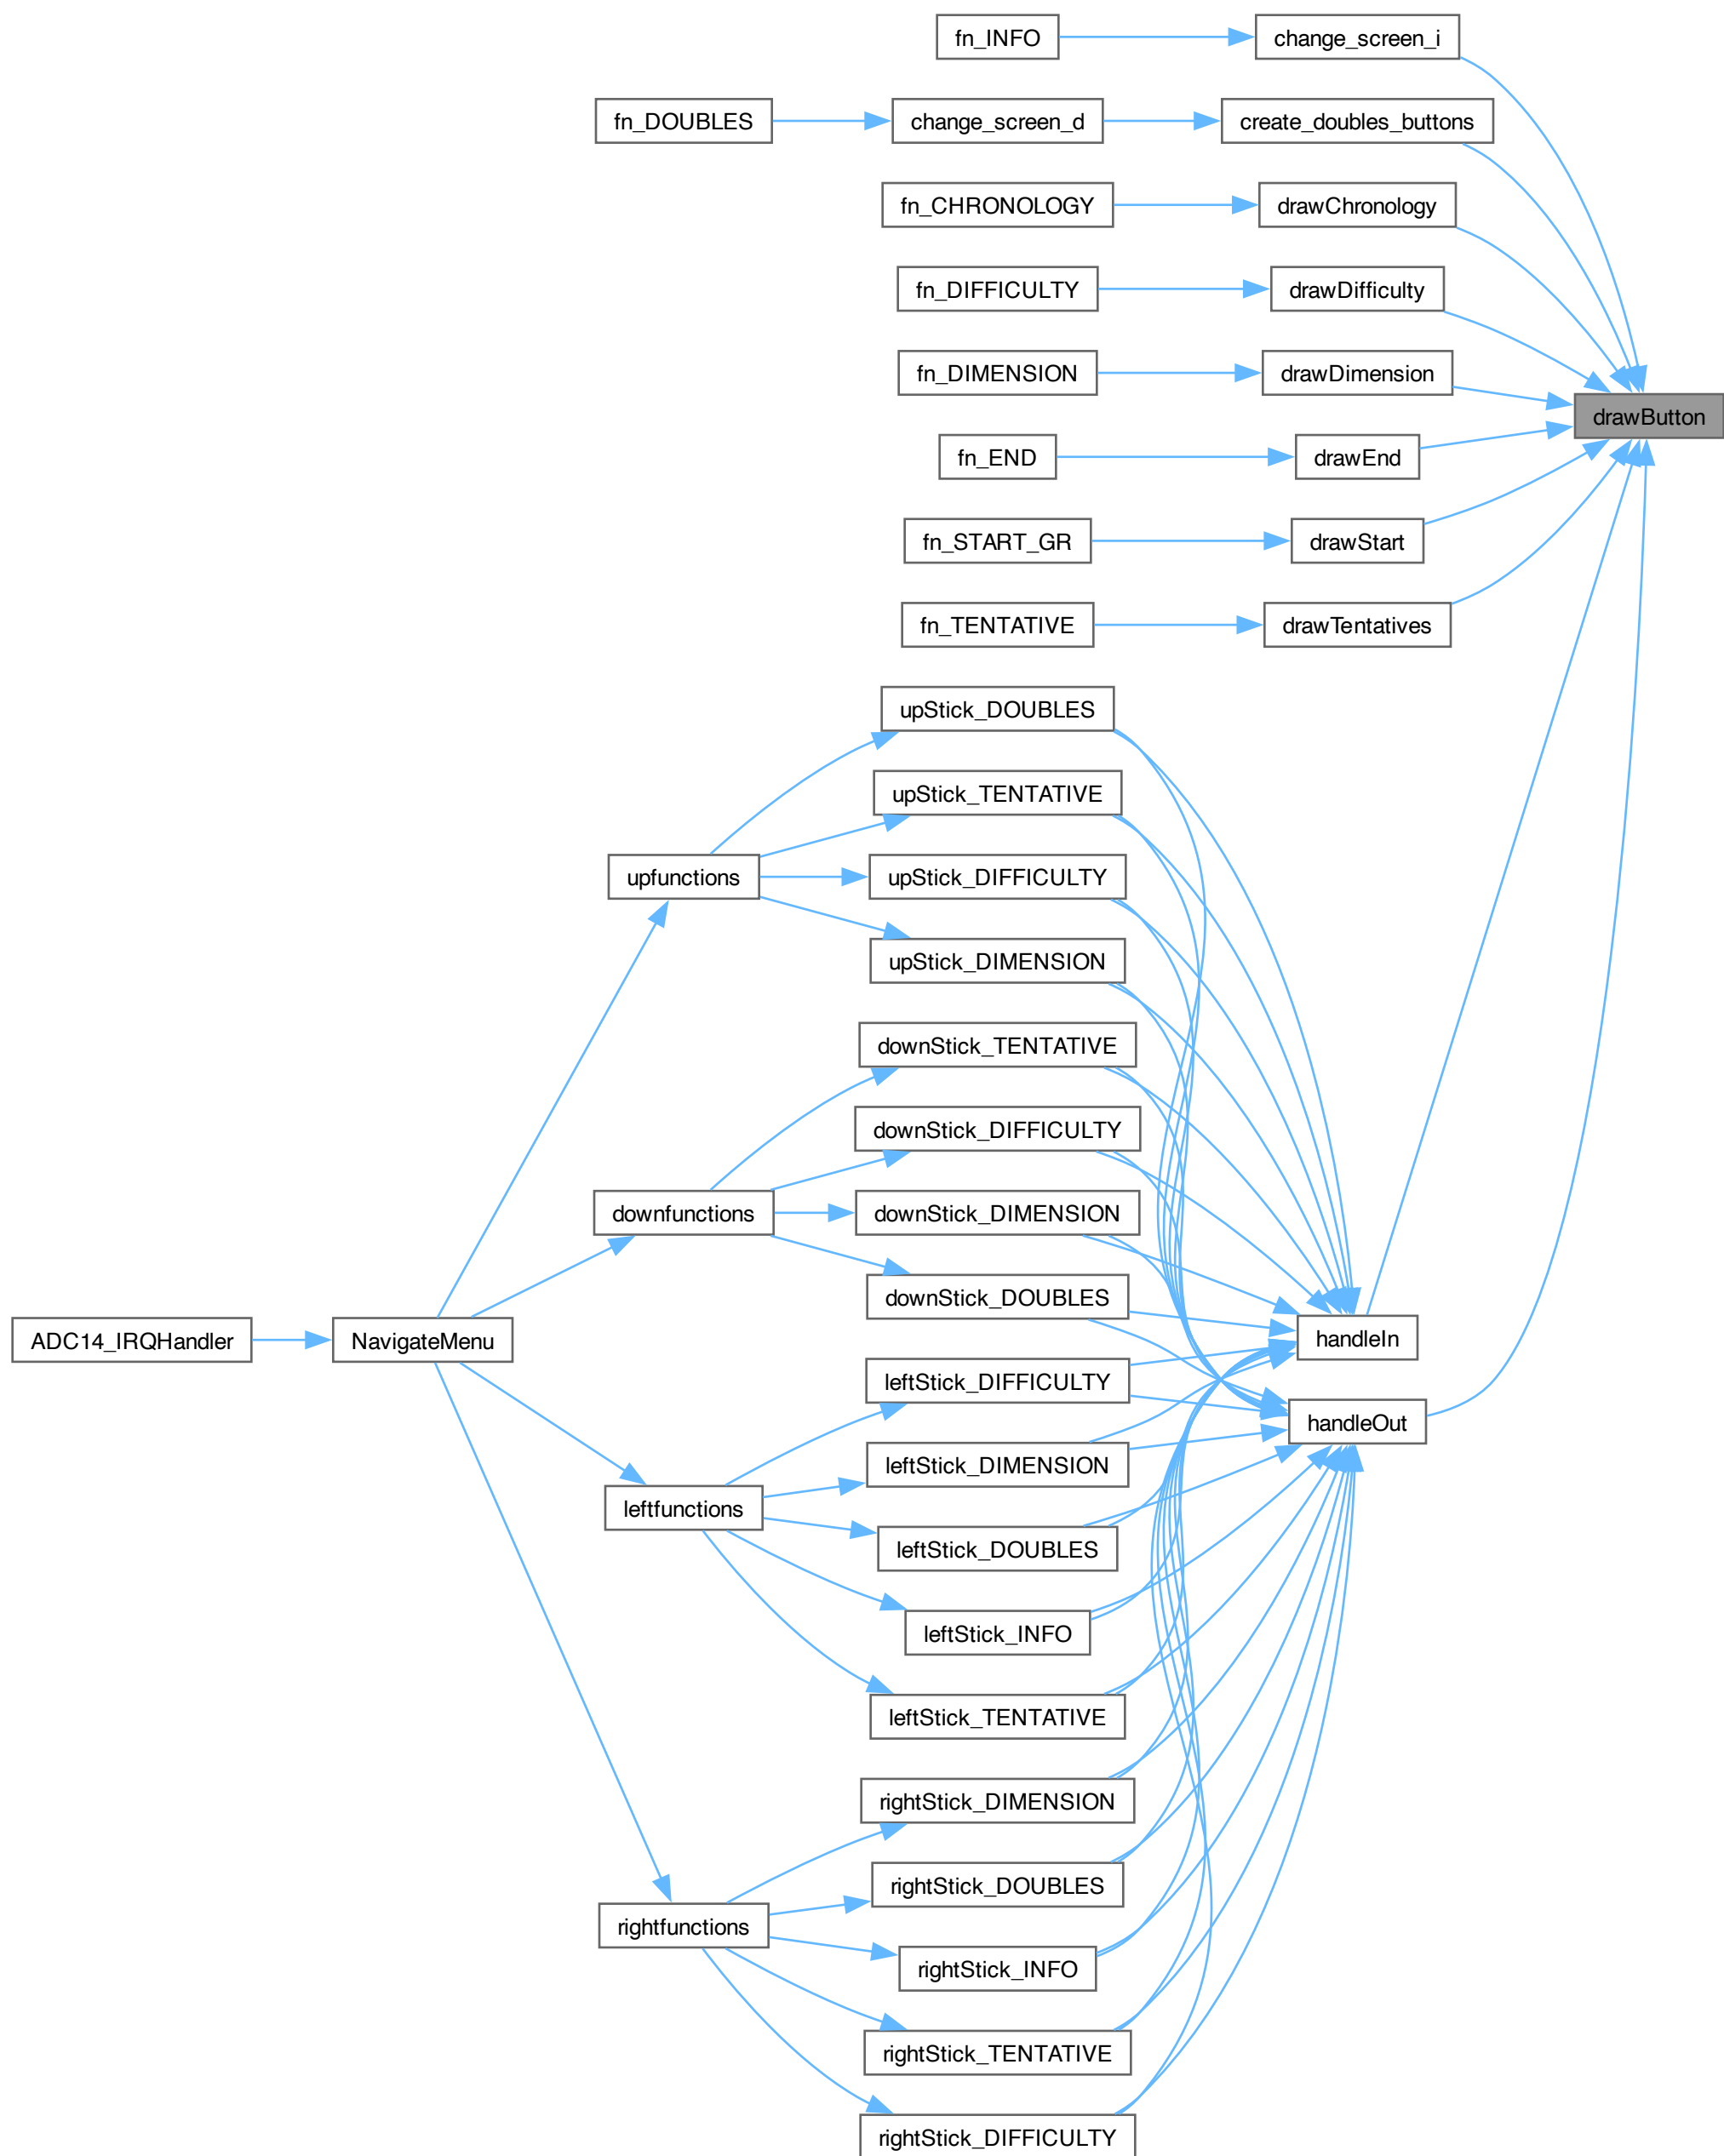 fn_INFO
change_screen_i
fn_DOUBLES
change_screen_d
create_doubles_buttons
fn_CHRONOLOGY
drawChronology
fn_DIFFICULTY
drawDifficulty
fn_DIMENSION
drawDimension
drawButton
fn_END
drawEnd
fn_START_GR
drawStart
fn_TENTATIVE
drawTentatives
upStick_DOUBLES
upStick_TENTATIVE
upfunctions
upStick_DIFFICULTY
upStick_DIMENSION
downStick_TENTATIVE
downStick_DIFFICULTY
downfunctions
downStick_DIMENSION
downStick_DOUBLES
ADC14_IRQHandler
NavigateMenu
handleIn
leftStick_DIFFICULTY
handleOut
leftStick_DIMENSION
leftfunctions
leftStick_DOUBLES
leftStick_INFO
leftStick_TENTATIVE
rightStick_DIMENSION
rightStick_DOUBLES
rightfunctions
rightStick_INFO
rightStick_TENTATIVE
rightStick_DIFFICULTY